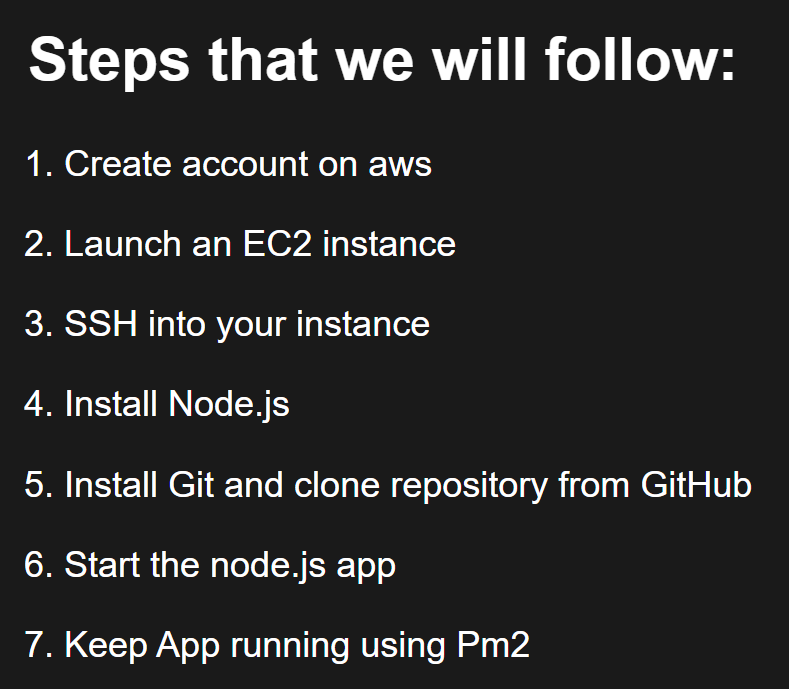 Steps that we will follow:
1. Create account on aws
2. Launch an EC2 instance
3. SSH into your instance
4. Install Node.js
5. Install Git and clone repository from GitHub
6. Start the node.js app
7. Keep App running using Pm2